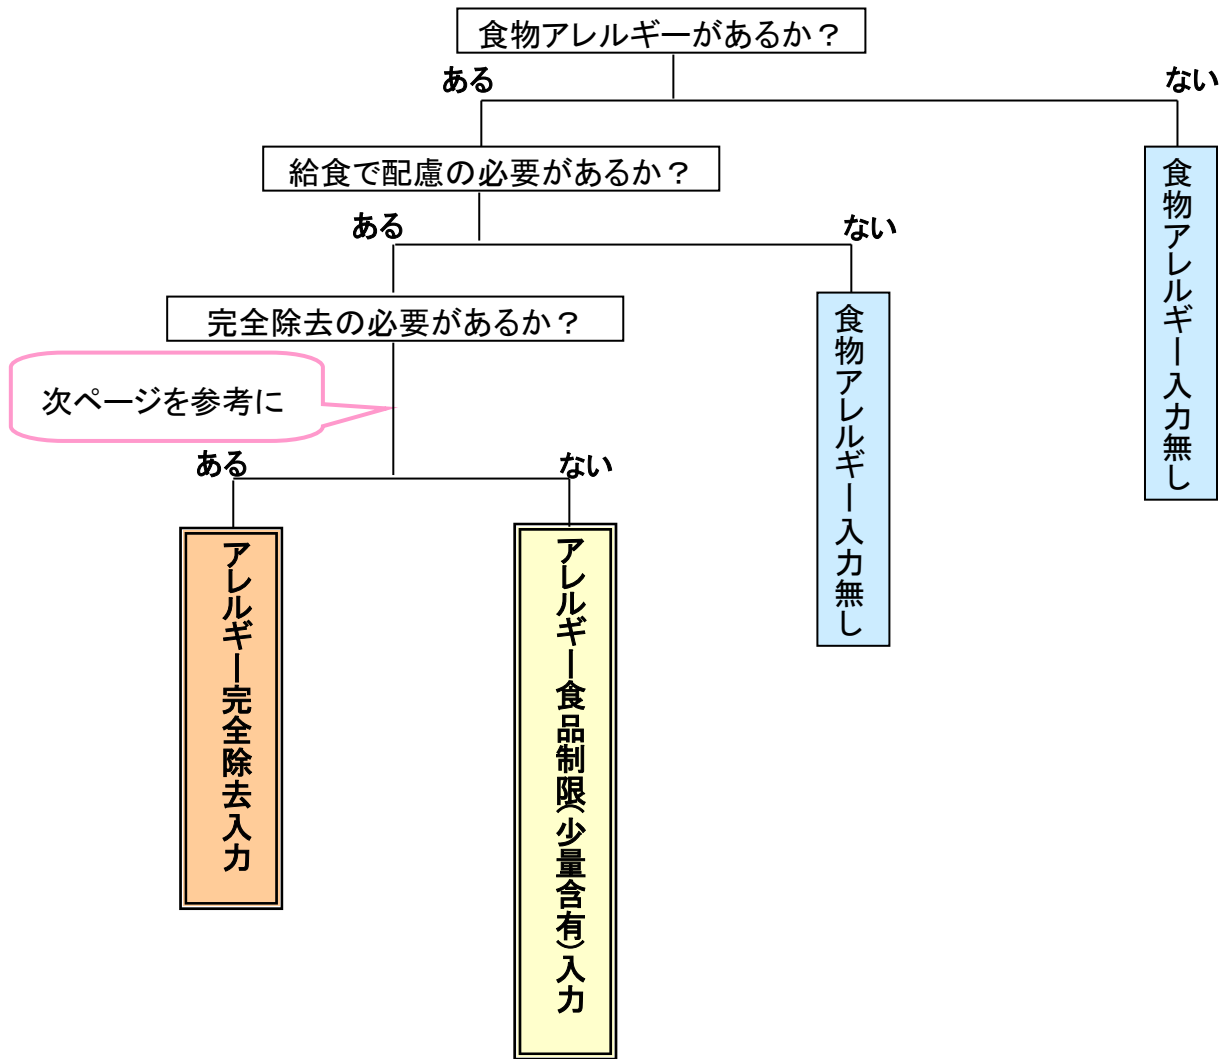 食物アレルギーがあるか？
ある
ない
給食で配慮の必要があるか？
食物アレルギー入力無し
ある
ない
完全除去の必要があるか？
食物アレルギー入力無し
次ページを参考に
ある
ない
アレルギー完全除去入力
アレルギー食品制限（少量含有）入力